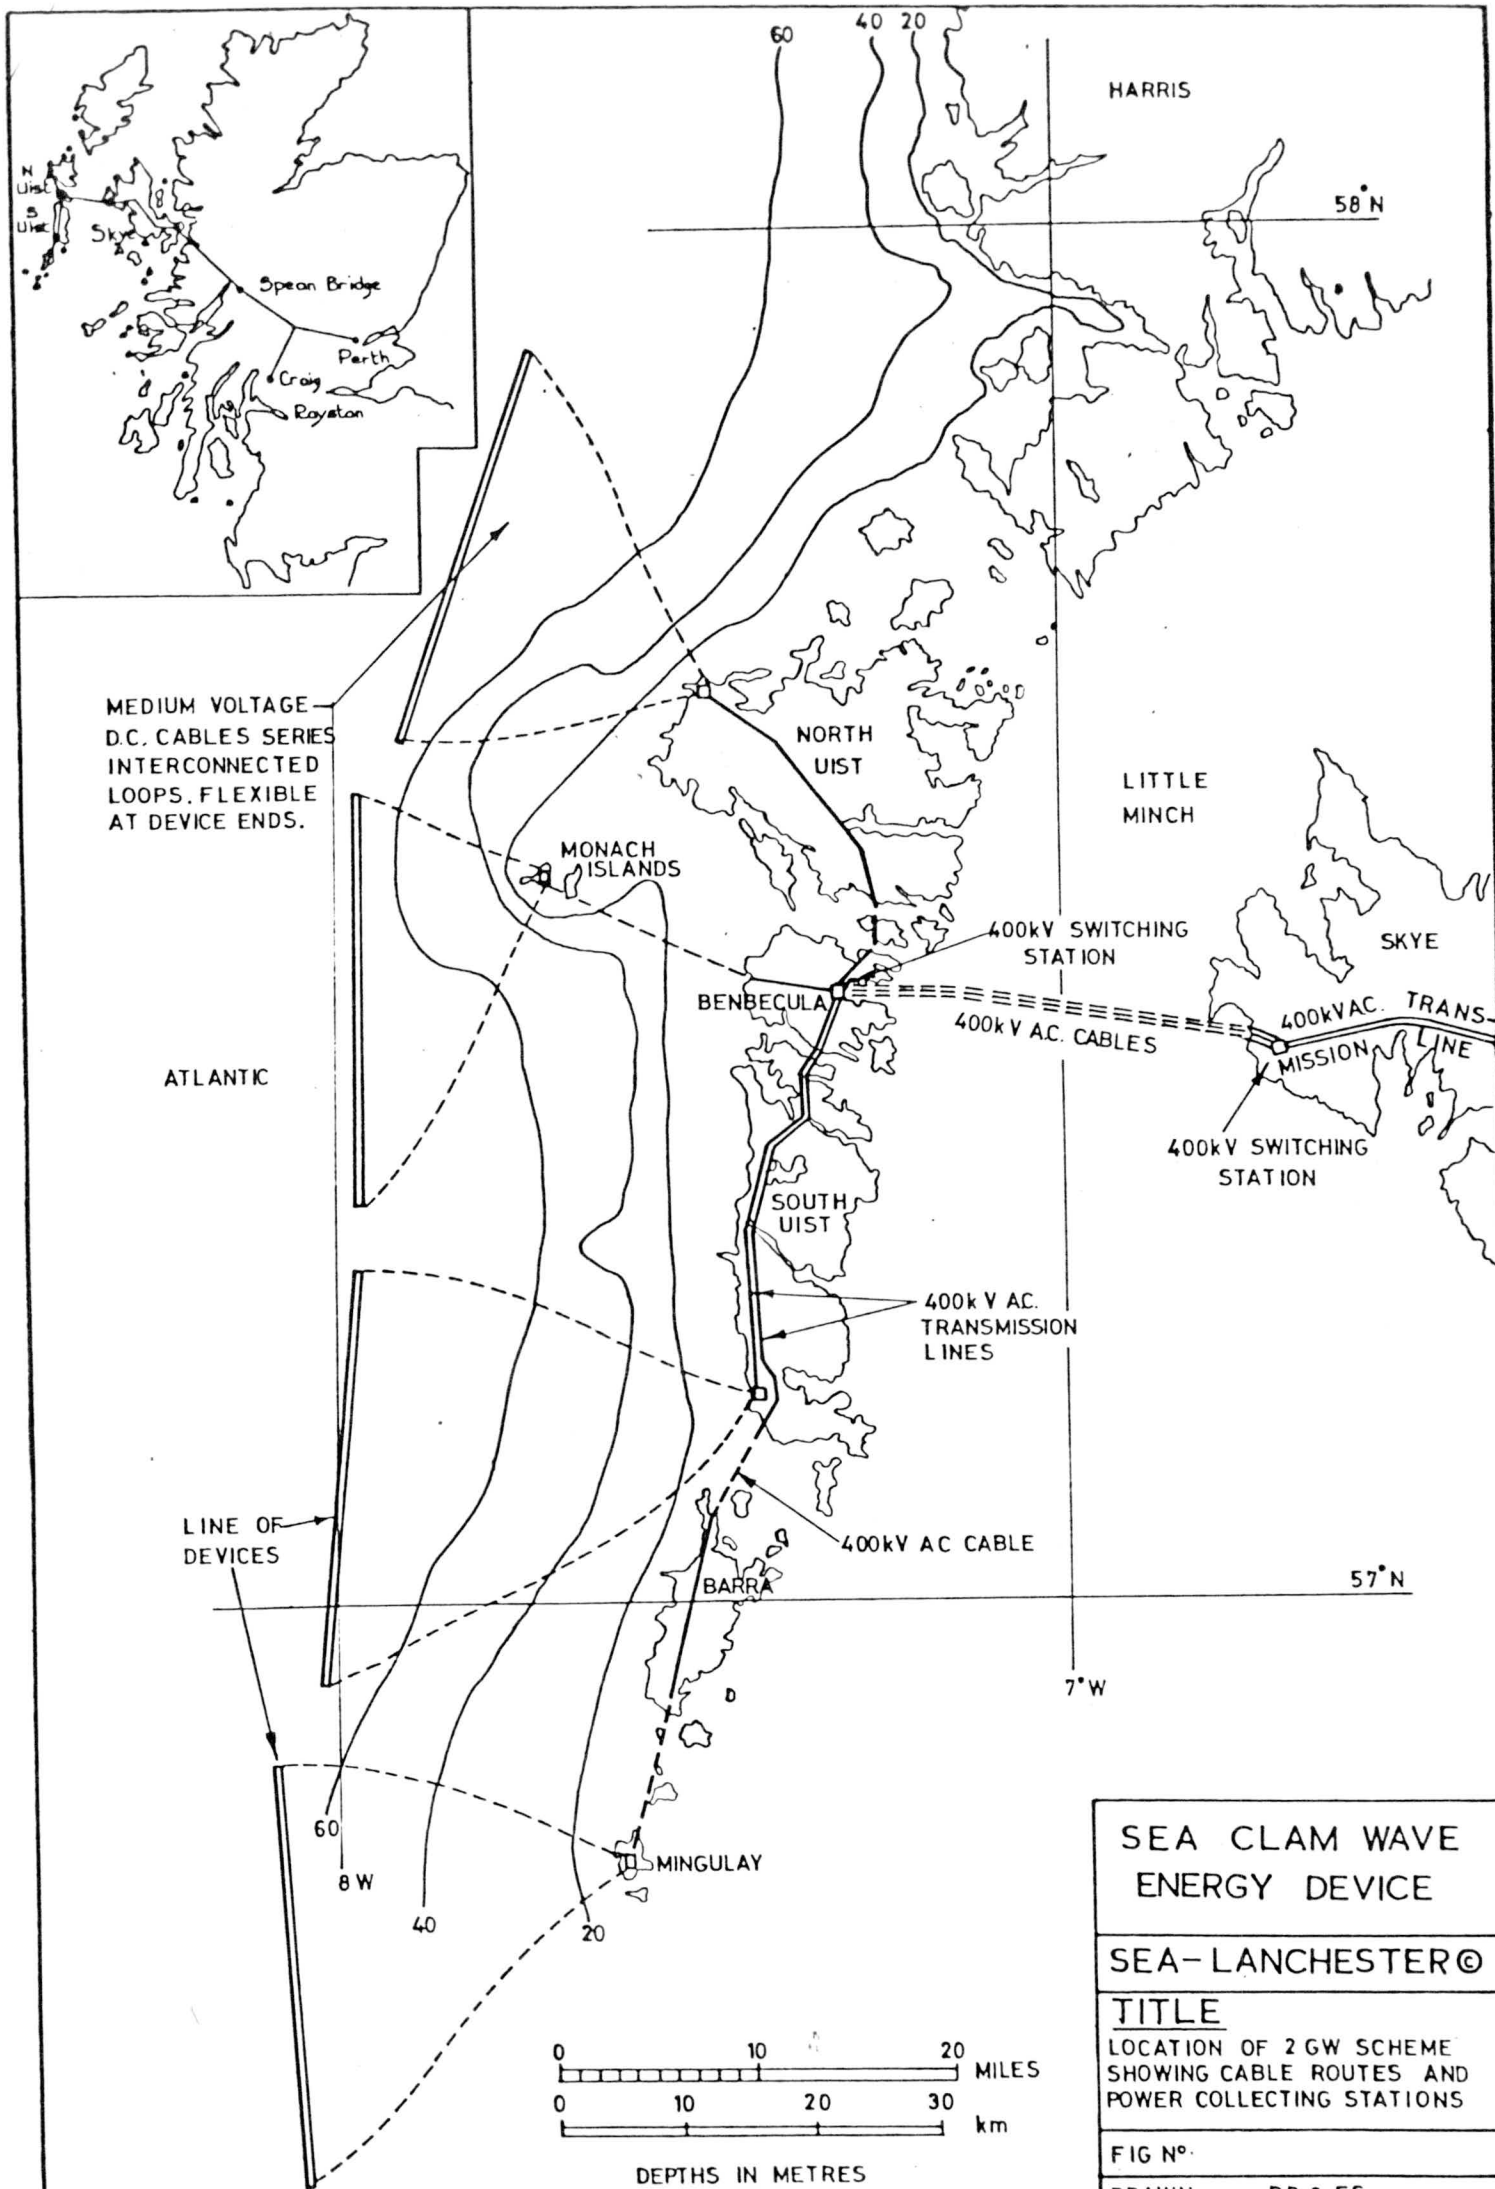 60
40
20
HARRIS
58°N
N
Uist
S
Uist
Skye
Spean Bridge
Perth
Craig
Royston
MEDIUM VOLTAGE
D.C. CABLES SERIES
INTERCONNECTED
LOOPS. FLEXIBLE
AT DEVICE ENDS.
NORTH
UIST
LITTLE
MINCH
MONACH
ISLANDS
400kV SWITCHING
STATION
SKYE
BENBECULA
400kV A.C. CABLES
400kV AC. TRANS-
MISSION LINE
ATLANTIC
400kV SWITCHING
STATION
SOUTH
UIST
400kV AC.
TRANSMISSION
LINES
LINE OF
DEVICES
400kV AC CABLE
BARRA
57°N
7°W
60
8 W
40
20
MINGULAY
0 10 20
MILES
0 10 20 30
km
DEPTHS IN METRES
SEA CLAM WAVE
ENERGY DEVICE
SEA-LANCHESTER©
TITLE
LOCATION OF 2 GW SCHEME
SHOWING CABLE ROUTES AND
POWER COLLECTING STATIONS
FIG Nº.